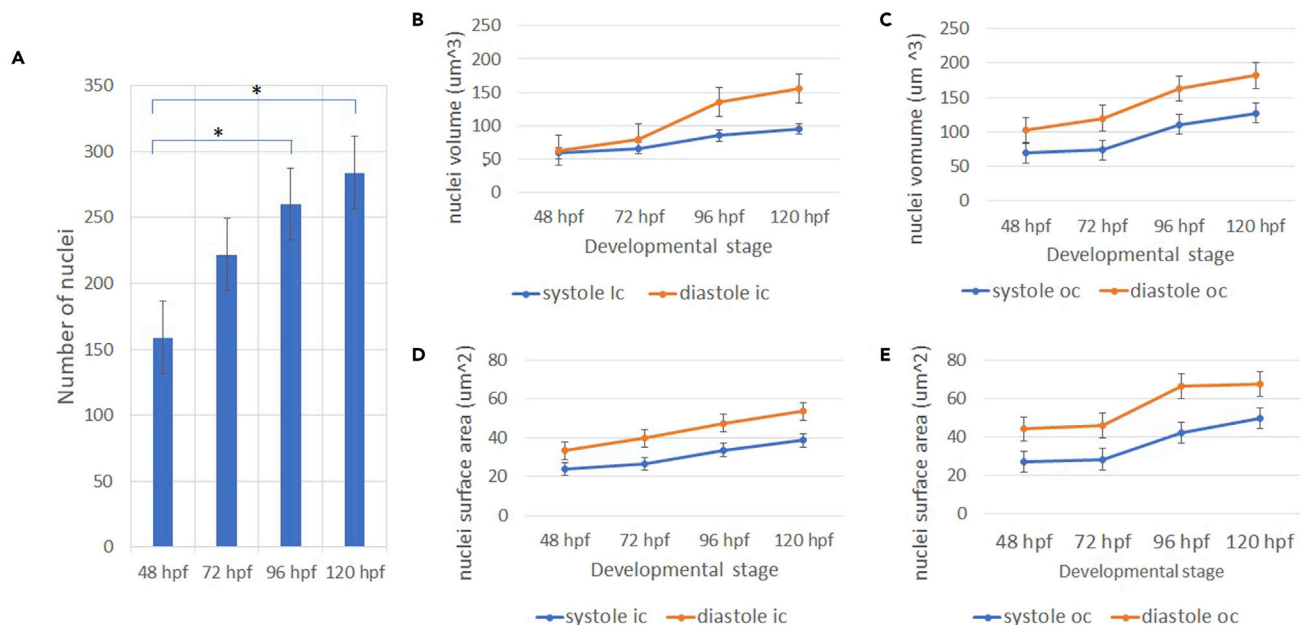 A
Number of nuclei
350
300
250
200
150
100
50
0
*
*
48 hpf 72 hpf 96 hpf 120 hpf
B
nuclei volume (um^3)
250
200
150
100
50
0
48 hpf 72 hpf 96 hpf 120 hpf
Developmental stage
systole Ic diastole ic
C
nuclei vomume (um ^3)
250
200
150
100
50
0
48 hpf 72 hpf 96 hpf 120 hpf
Developmental stage
systole oc diastole oc
D
nuclei surface area (um^2)
80
60
40
20
0
48 hpf 72 hpf 96 hpf 120 hpf
Developmental stage
systole ic diastole ic
E
nuclei surface area (um^2)
80
60
40
20
0
48 hpf 72 hpf 96 hpf 120 hpf
Developmental stage
systole oc diastole oc